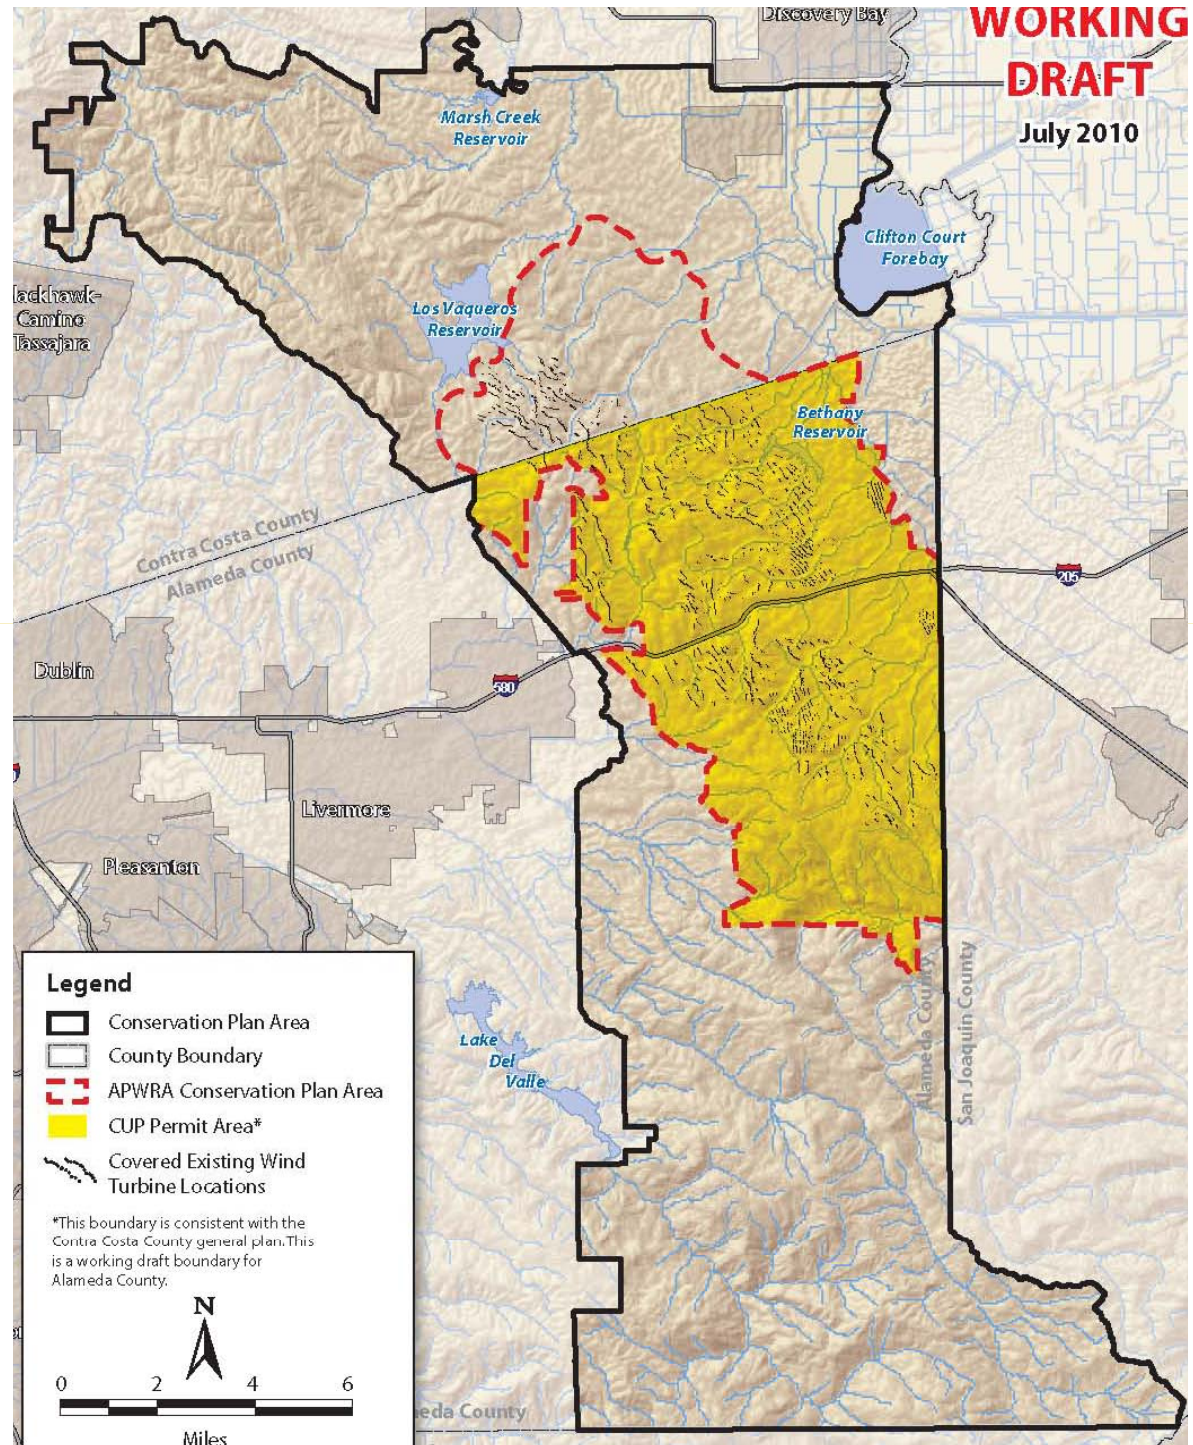 Discovery Bay
WORKING
DRAFT
July 2010
Marsh Creek
Reservoir
Clifton Court
Forebay
lackhawk-
Camino
Tassajara
Los Vaqueros
Reservoir
Bethany
Reservoir
Contra Costa County
Alameda County
205
Dublin
580
Livermore
Pleasanton
Legend
Conservation Plan Area
County Boundary
APWRA Conservation Plan Area
CUP Permit Area*
Covered Existing Wind
Turbine Locations
*This boundary is consistent with the
Contra Costa County general plan. This
is a working draft boundary for
Alameda County.
N
0 2 4 6
Miles
Lake
Del
Valle
Alameda County
San Joaquin County
eda County